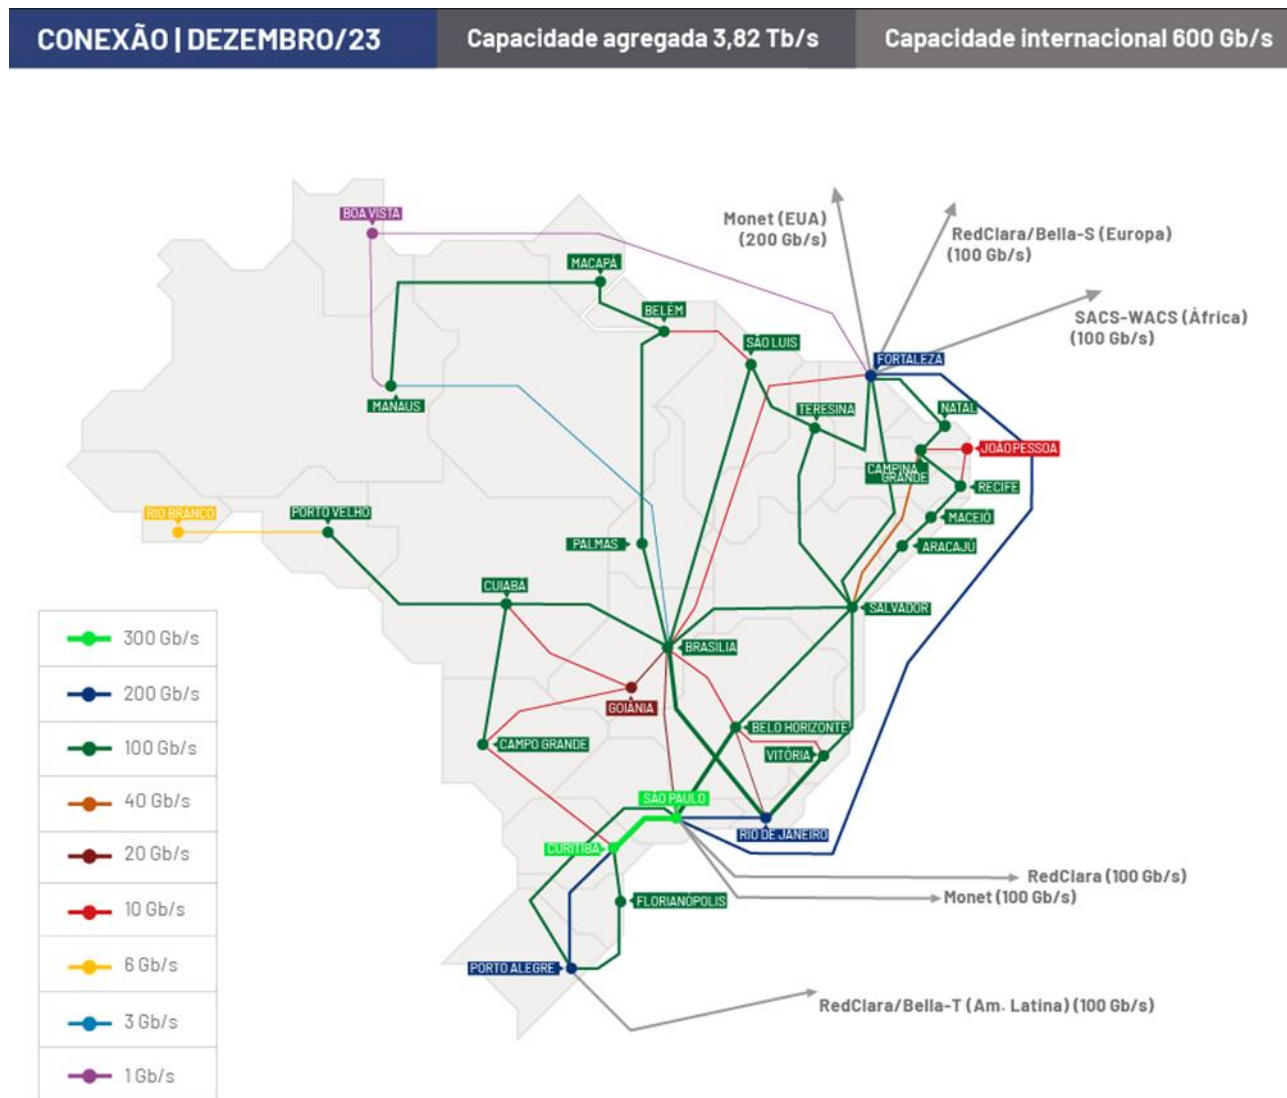 CONEXÃO | DEZEMBRO/23
Capacidade agregada 3,82 Tb/s
Capacidade internacional 600 Gb/s
BOA VISTA
Monet (EUA)
(200 Gb/s)
RedClara/Bella-S (Europa)
(100 Gb/s)
MACAPÁ
BELÉM
SACS-WACS (África)
(100 Gb/s)
SÃO LUIS
FORTALEZA
MANAUS
TERESINA
NATAL
JOÃO PESSOA
CAMPINA
GRANDE
RECIFE
RIO BRANCO
PORTO VELHO
MACEIÓ
PALMAS
ARACAJÚ
CUIABÁ
SALVADOR
BRASÍLIA
GOIÂNIA
BELO HORIZONTE
CAMPO GRANDE
VITÓRIA
SÃO PAULO
RIO DE JANEIRO
CURITIBA
RedClara (100 Gb/s)
Monet (100 Gb/s)
FLORIANÓPOLIS
PORTO ALEGRE
RedClara/Bella-T (Am. Latina) (100 Gb/s)
300 Gb/s
200 Gb/s
100 Gb/s
40 Gb/s
20 Gb/s
10 Gb/s
6 Gb/s
3 Gb/s
1 Gb/s